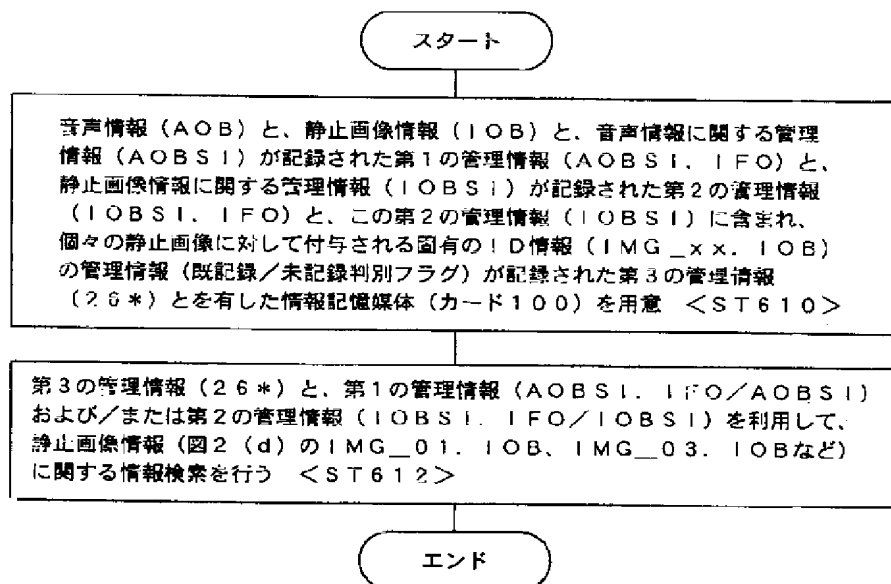 スタート
音声情報(AOB)と、静止画像情報(IOB)と、音声情報に関する管理
情報(AOBSI)が記録された第1の管理情報(AOBSI.IFO)と、
静止画像情報に関する管理情報(IOBSI)が記録された第2の管理情報
(IOBSI.IFO)と、この第2の管理情報(IOBSI)に含まれ、
個々の静止画像に対して付与される固有のID情報(IMG_xx.IOB)
の管理情報(既記録/未記録判別フラグ)が記録された第3の管理情報
(26*)とを有した情報記憶媒体(カード100)を用意 <ST610>
第3の管理情報(26*)と、第1の管理情報(AOBSI.IFO/AOBSI)
および/または第2の管理情報(IOBSI.IFO/IOBSI)を利用して、
静止画像情報(図2(d)のIMG_01.IOB、IMG_03.IOBなど)
に関する情報検索を行う <ST612>
エンド